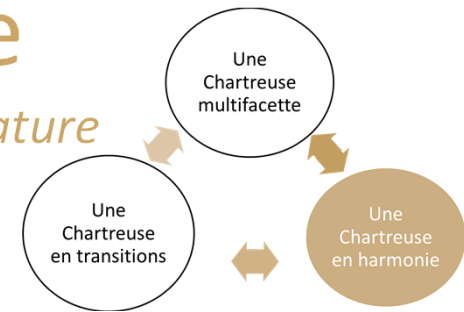 e
ature
Une
Chartreuse
multifacette
Une
Chartreuse
en transitions
Une
Chartreuse
en harmonie